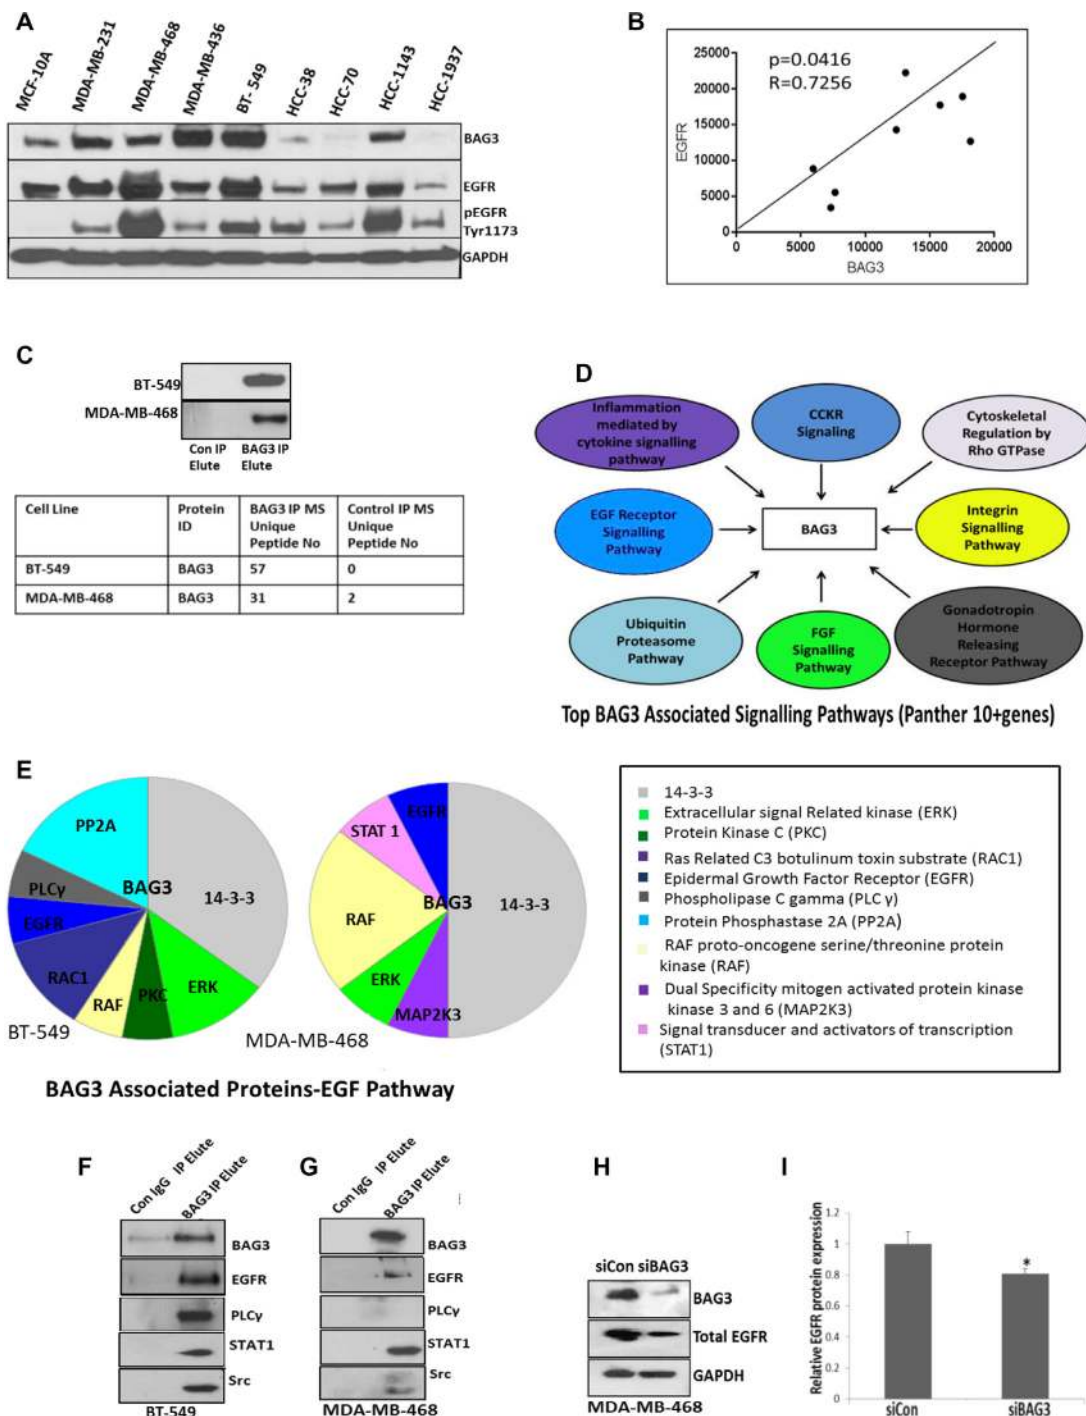 A
MCF-10A
MDA-MB-231
MDA-MB-468
MDA-MB-436
BT- 549
HCC-38
HCC-70
HCC-1143
HCC-1937
BAG3
EGFR
pEGFR
Tyr1173
GAPDH
B
p=0.0416
R=0.7256
EGFR
25000
20000
15000
10000
5000
0
0 5000 10000 15000 20000
BAG3
C
BT-549
MDA-MB-468
Con IP
Elute
BAG3 IP
Elute
Cell Line
Protein
ID
BAG3 IP MS
Unique
Peptide No
Control IP MS
Unique
Peptide No
BT-549 BAG3 57 0
MDA-MB-468 BAG3 31 2
D
Inflammation
mediated by
cytokine signalling
pathway
CCKR
Signaling
Cytoskeletal
Regulation by
Rho GTPase
EGF Receptor
Signalling
Pathway
BAG3
Integrin
Signalling
Pathway
Ubiquitin
Proteasome
Pathway
FGF
Signalling
Pathway
Gonadotropin
Hormone
Releasing
Receptor Pathway
Top BAG3 Associated Signalling Pathways (Panther 10+genes)
E
PP2A
PLCγ
BAG3
14-3-3
EGFR
RAC1
RAF
PKC
ERK
BT-549
EGFR
STAT 1
BAG3
14-3-3
RAF
ERK
MAP2K3
MDA-MB-468
14-3-3
Extracellular signal Related kinase (ERK)
Protein Kinase C (PKC)
Ras Related C3 botulinum toxin substrate (RAC1)
Epidermal Growth Factor Receptor (EGFR)
Phospholipase C gamma (PLC γ)
Protein Phosphastase 2A (PP2A)
RAF proto-oncogene serine/threonine protein
kinase (RAF)
Dual Specificity mitogen activated protein kinase
kinase 3 and 6 (MAP2K3)
Signal transducer and activators of transcription
(STAT1)
BAG3 Associated Proteins-EGF Pathway
F
Con IgG IP Elute
BAG3 IP Elute
BAG3
EGFR
PLCγ
STAT1
Src
BT-549
G
Con IgG IP Elute
BAG3 IP Elute
BAG3
EGFR
PLCγ
STAT1
Src
MDA-MB-468
H
siCon siBAG3
BAG3
Total EGFR
GAPDH
MDA-MB-468
I
Relative EGFR protein expression
1.2
1
0.8
0.6
0.4
0.2
0
*
siCon siBAG3